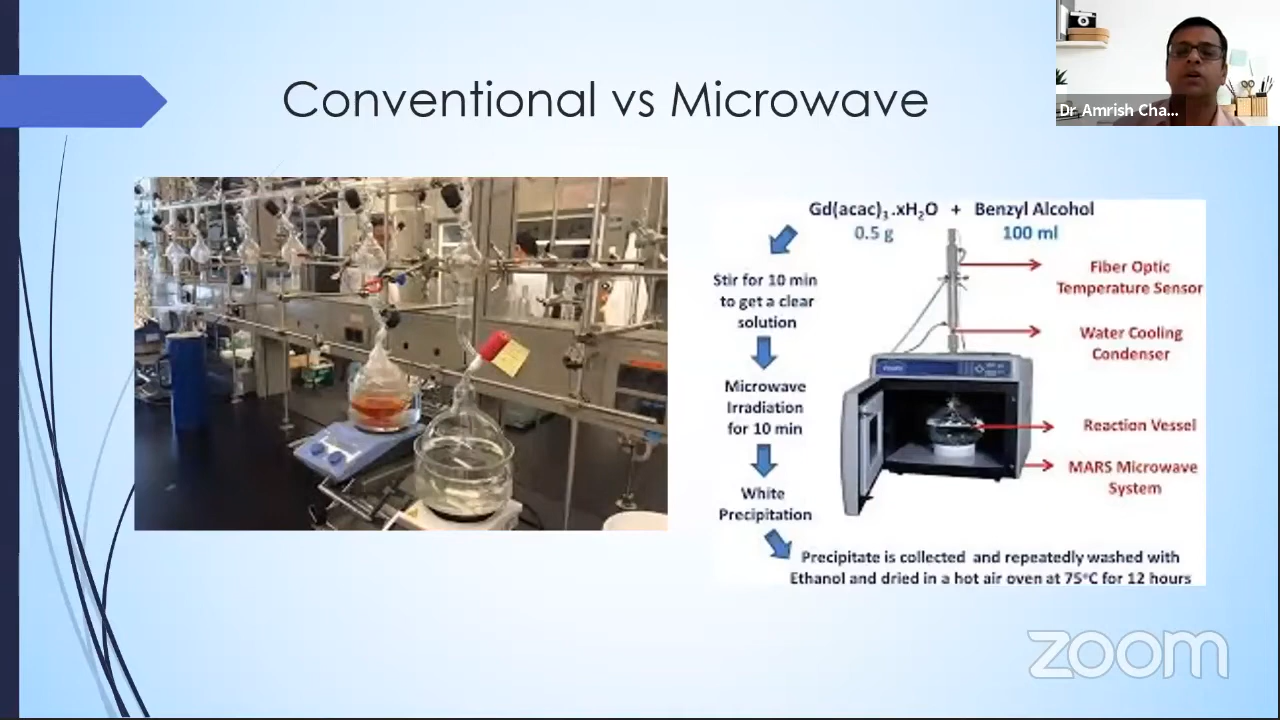 Conventional vs Microwave
Dr Amrish Cha...
Gd(acac)₃.xH₂O + Benzyl Alcohol
0.5 g 100 ml
Stir for 10 min
to get a clear
solution
Microwave
Irradiation
for 10 min
White
Precipitation
Fiber Optic
Temperature Sensor
Water Cooling
Condenser
Reaction Vessel
MARS Microwave
System
Precipitate is collected and repeatedly washed with
Ethanol and dried in a hot air oven at 75°C for 12 hours
zoom